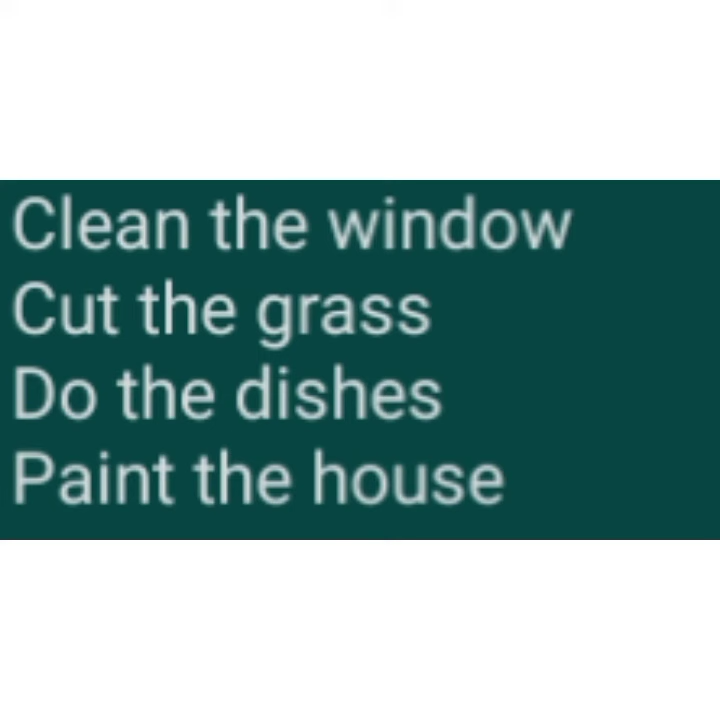 Clean the window
Cut the grass
Do the dishes
Paint the house